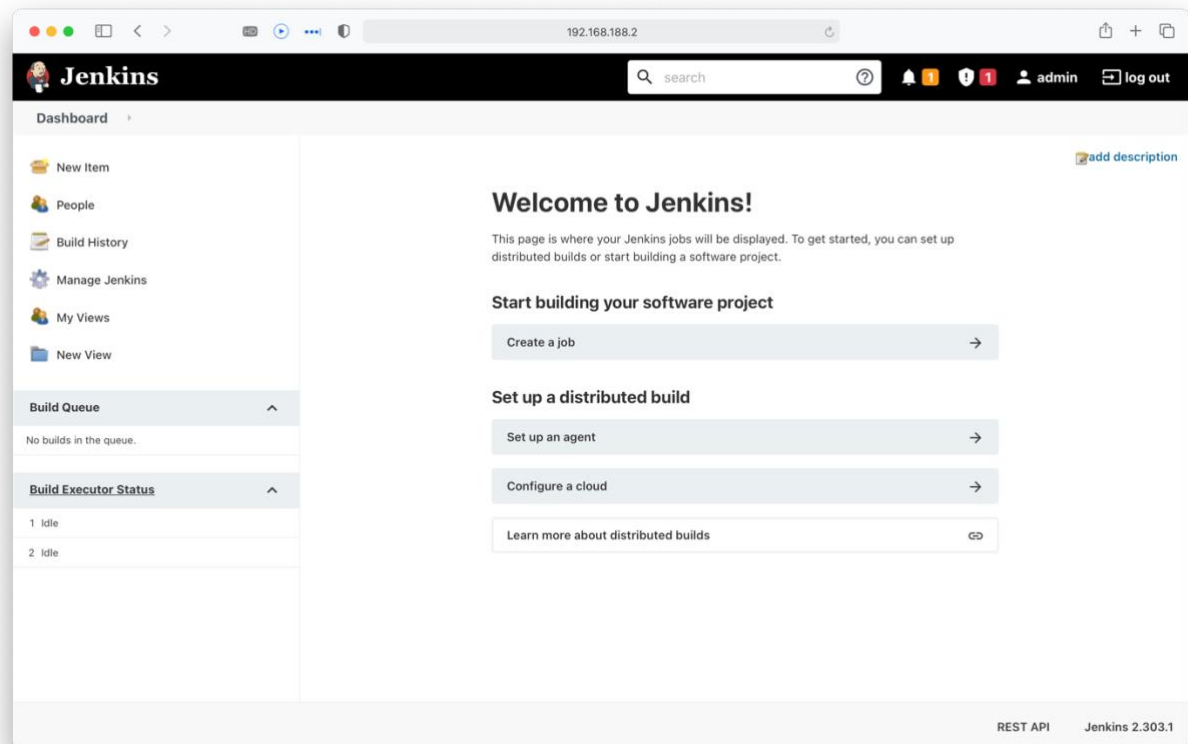 192.168.188.2
Jenkins
search
1
1
admin
log out
Dashboard
add description
New Item
People
Build History
Manage Jenkins
My Views
New View
Build Queue
No builds in the queue.
Build Executor Status
1 Idle
2 Idle
Welcome to Jenkins!
This page is where your Jenkins jobs will be displayed. To get started, you can set up
distributed builds or start building a software project.
Start building your software project
Create a job
Set up a distributed build
Set up an agent
Configure a cloud
Learn more about distributed builds
REST API
Jenkins 2.303.1